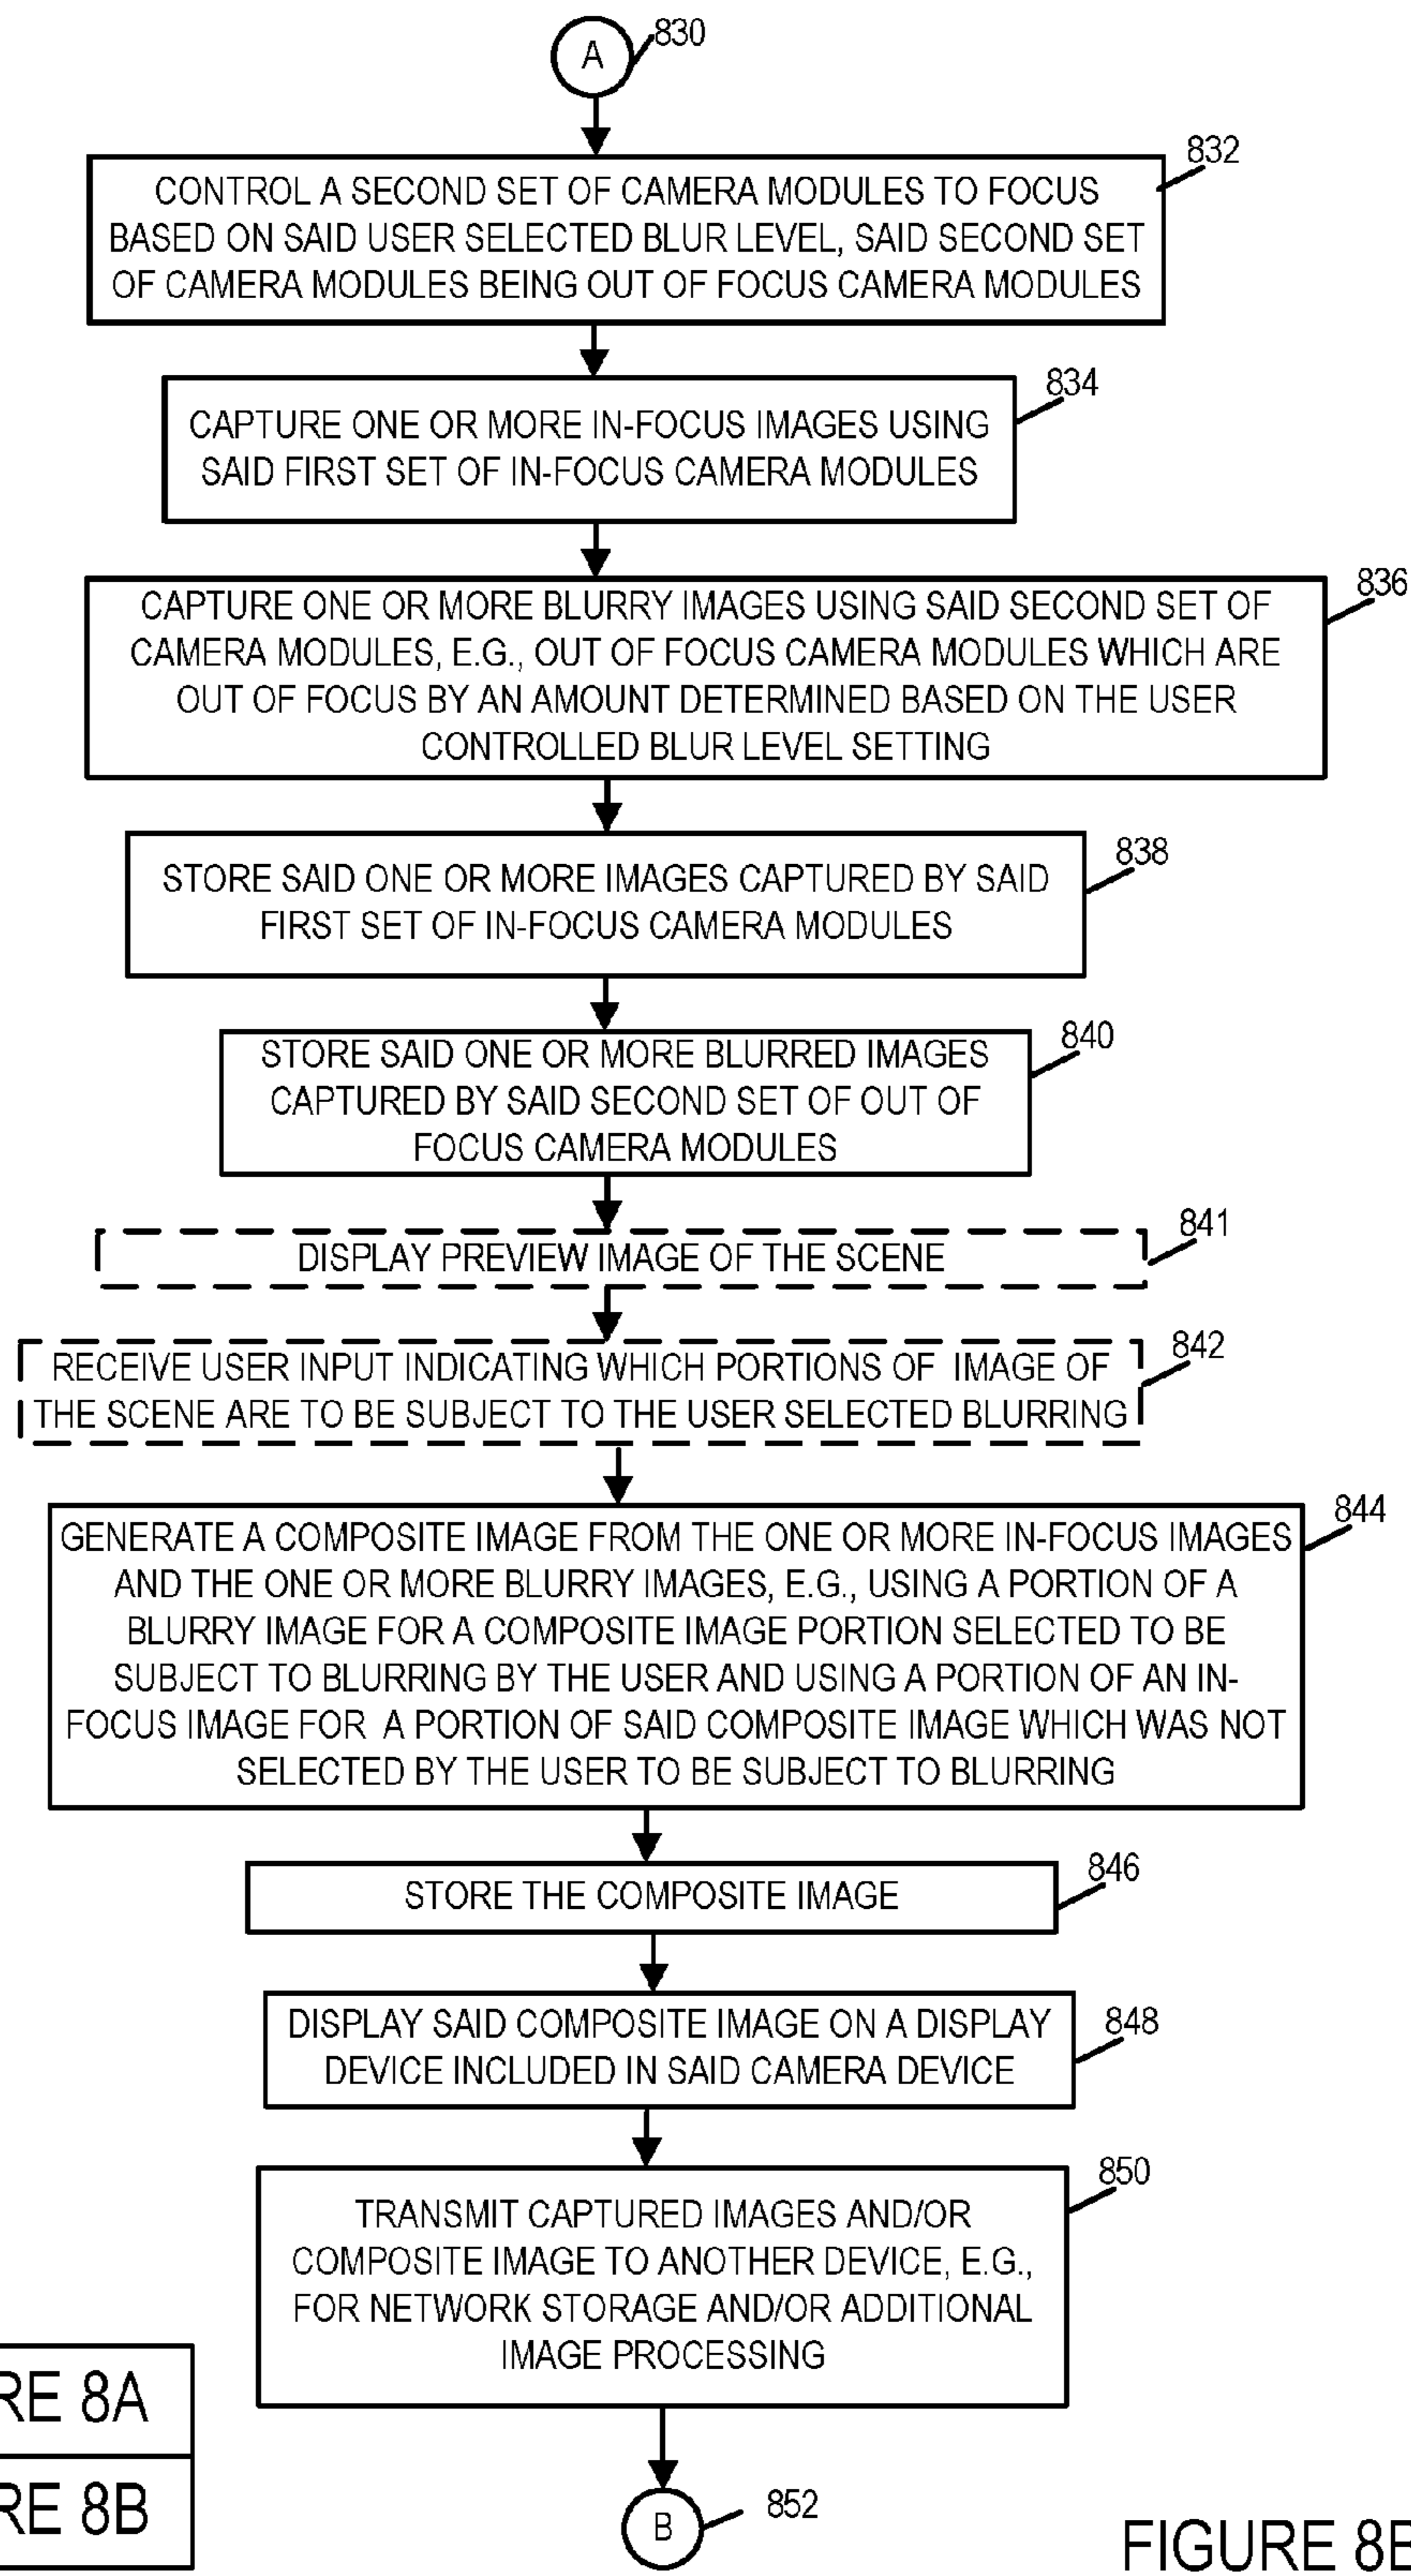 A
830
832
CONTROL A SECOND SET OF CAMERA MODULES TO FOCUS
BASED ON SAID USER SELECTED BLUR LEVEL, SAID SECOND SET
OF CAMERA MODULES BEING OUT OF FOCUS CAMERA MODULES
834
CAPTURE ONE OR MORE IN-FOCUS IMAGES USING
SAID FIRST SET OF IN-FOCUS CAMERA MODULES
836
CAPTURE ONE OR MORE BLURRY IMAGES USING SAID SECOND SET OF
CAMERA MODULES, E.G., OUT OF FOCUS CAMERA MODULES WHICH ARE
OUT OF FOCUS BY AN AMOUNT DETERMINED BASED ON THE USER
CONTROLLED BLUR LEVEL SETTING
838
STORE SAID ONE OR MORE IMAGES CAPTURED BY SAID
FIRST SET OF IN-FOCUS CAMERA MODULES
840
STORE SAID ONE OR MORE BLURRED IMAGES
CAPTURED BY SAID SECOND SET OF OUT OF
FOCUS CAMERA MODULES
841
DISPLAY PREVIEW IMAGE OF THE SCENE
842
RECEIVE USER INPUT INDICATING WHICH PORTIONS OF IMAGE OF
THE SCENE ARE TO BE SUBJECT TO THE USER SELECTED BLURRING
844
GENERATE A COMPOSITE IMAGE FROM THE ONE OR MORE IN-FOCUS IMAGES
AND THE ONE OR MORE BLURRY IMAGES, E.G., USING A PORTION OF A
BLURRY IMAGE FOR A COMPOSITE IMAGE PORTION SELECTED TO BE
SUBJECT TO BLURRING BY THE USER AND USING A PORTION OF AN IN-
FOCUS IMAGE FOR A PORTION OF SAID COMPOSITE IMAGE WHICH WAS NOT
SELECTED BY THE USER TO BE SUBJECT TO BLURRING
846
STORE THE COMPOSITE IMAGE
848
DISPLAY SAID COMPOSITE IMAGE ON A DISPLAY
DEVICE INCLUDED IN SAID CAMERA DEVICE
850
TRANSMIT CAPTURED IMAGES AND/OR
COMPOSITE IMAGE TO ANOTHER DEVICE, E.G.,
FOR NETWORK STORAGE AND/OR ADDITIONAL
IMAGE PROCESSING
RE 8A
RE 8B
B
852
FIGURE 8B